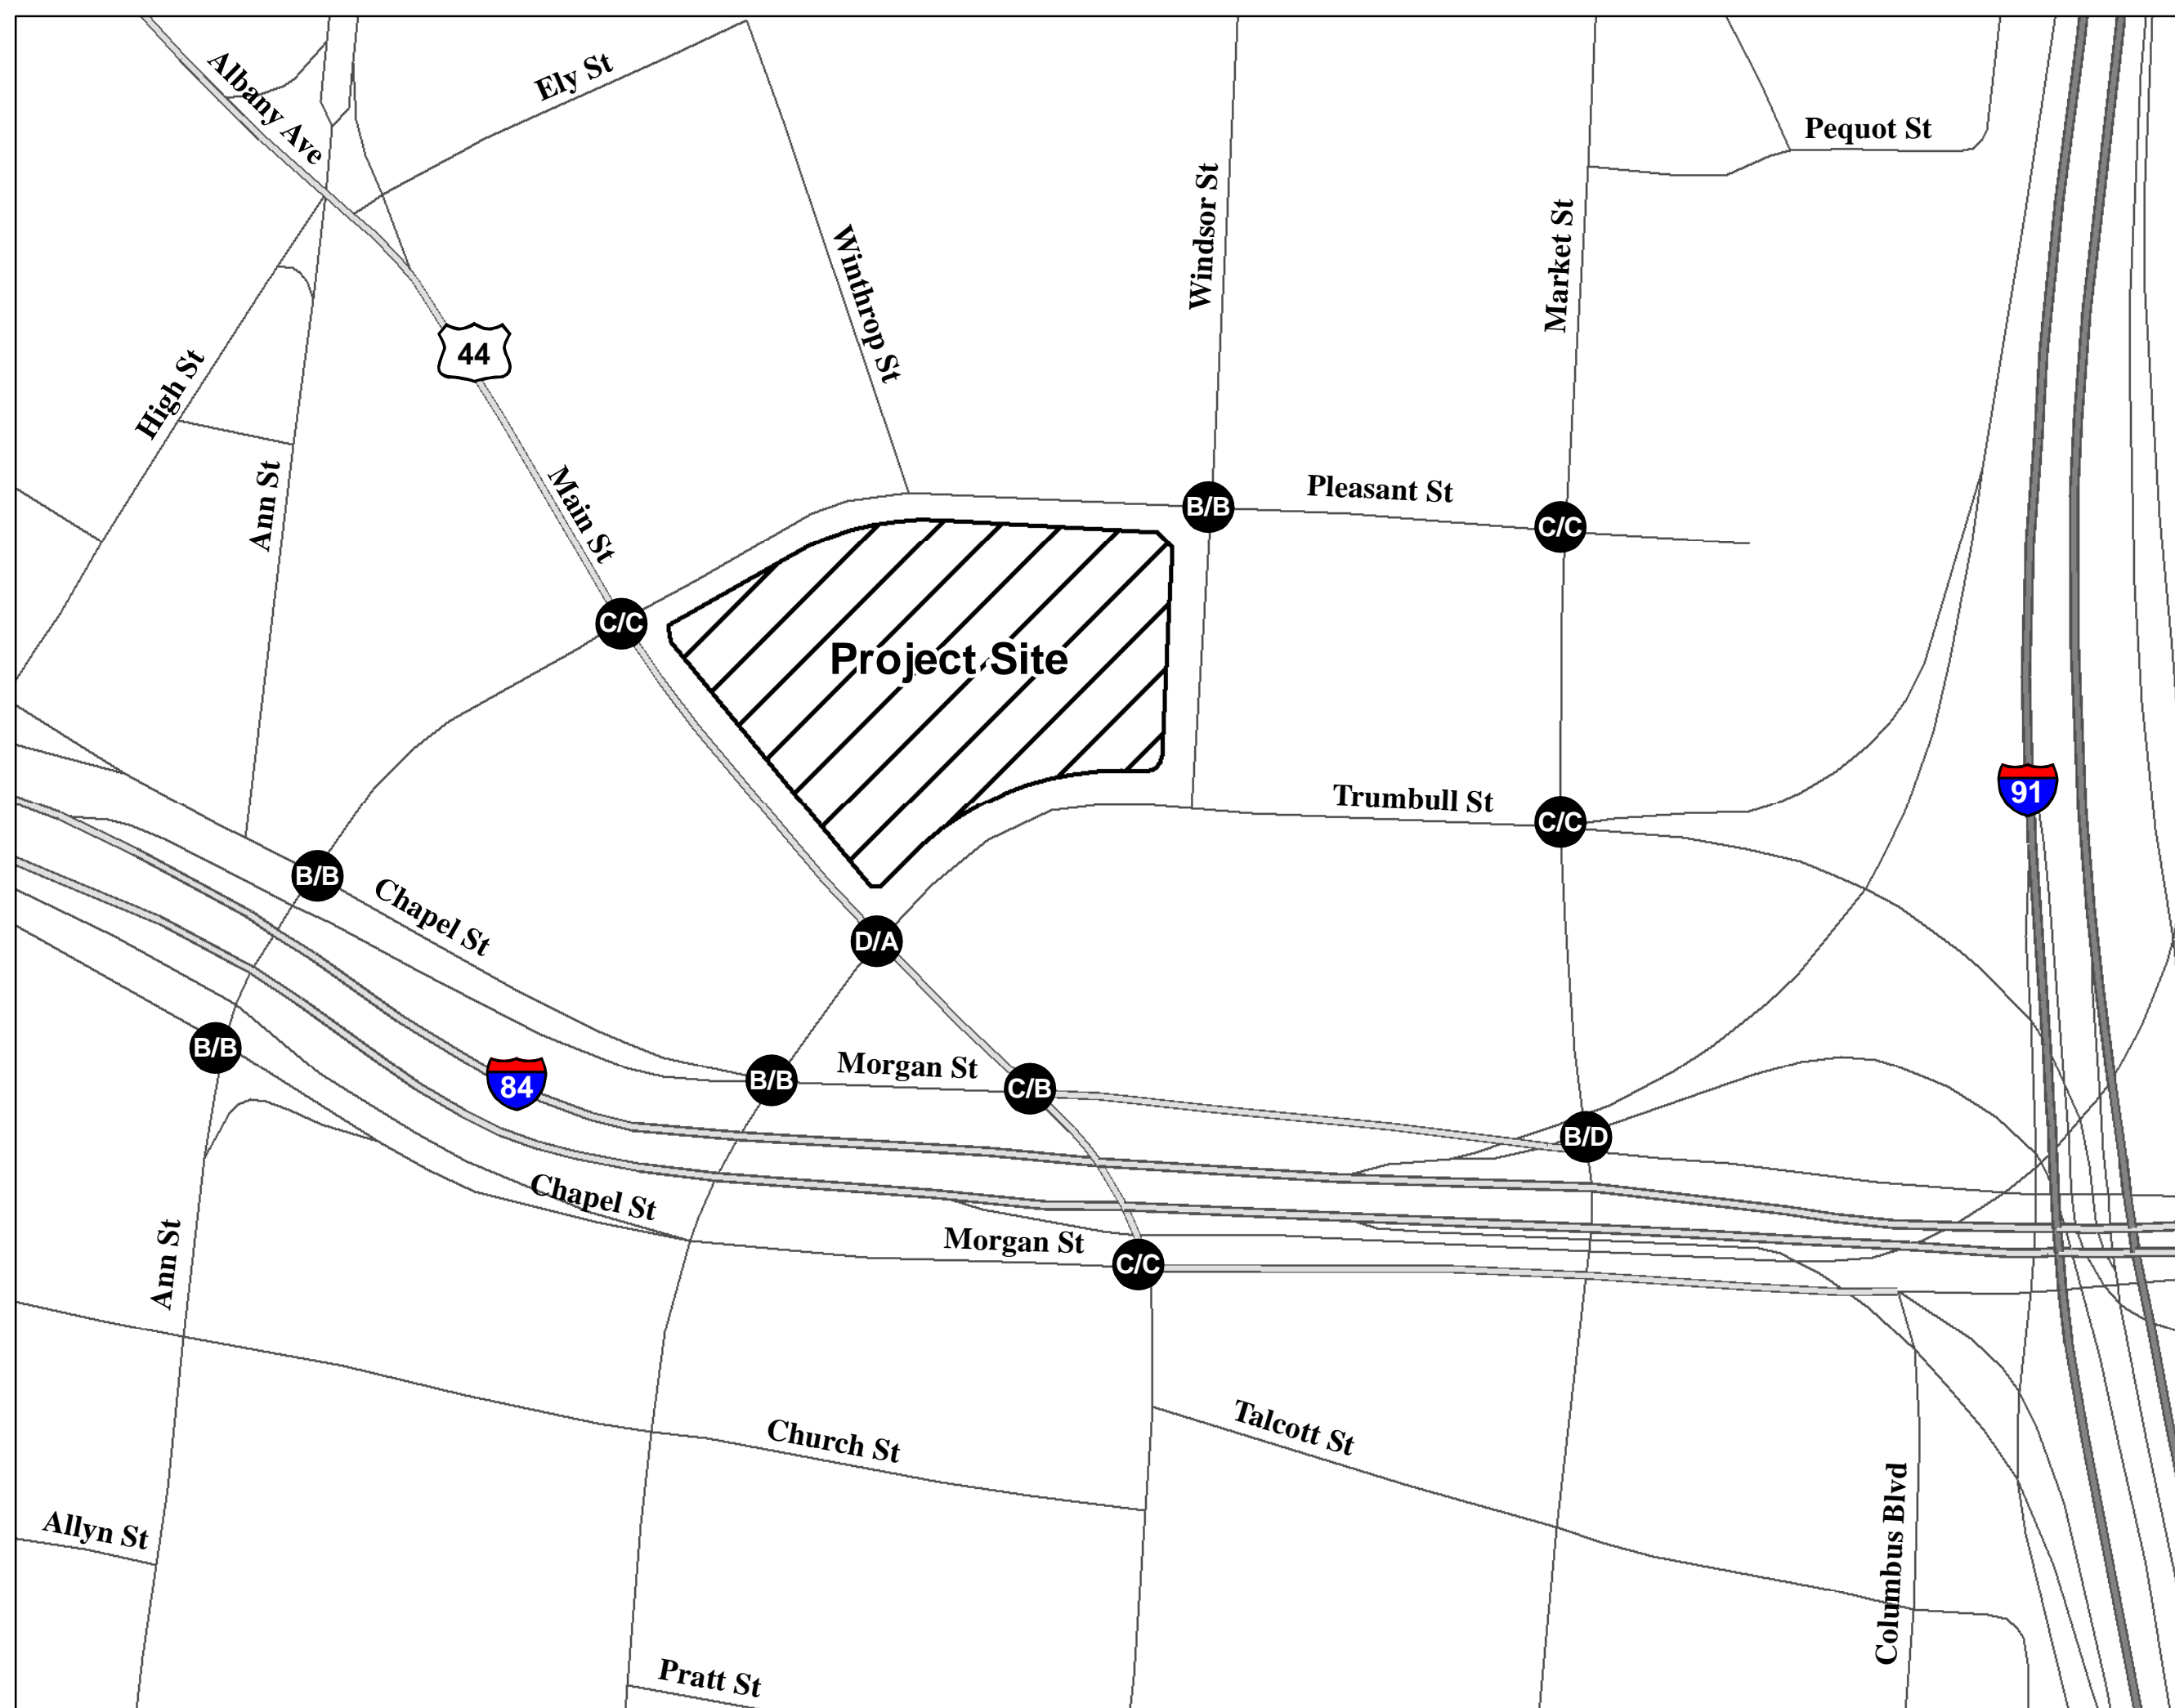 Albany Ave
Ely St
Pequot St
Winthrop St
Windsor St
Market St
44
High St
Ann St
Main St
B/B
Pleasant St
C/C
C/C
Project Site
91
Trumbull St
C/C
B/B
Chapel St
D/A
B/B
84
B/B
Morgan St
C/B
B/D
Chapel St
Morgan St
C/C
Ann St
Church St
Talcott St
Columbus Blvd
Allyn St
Pratt St